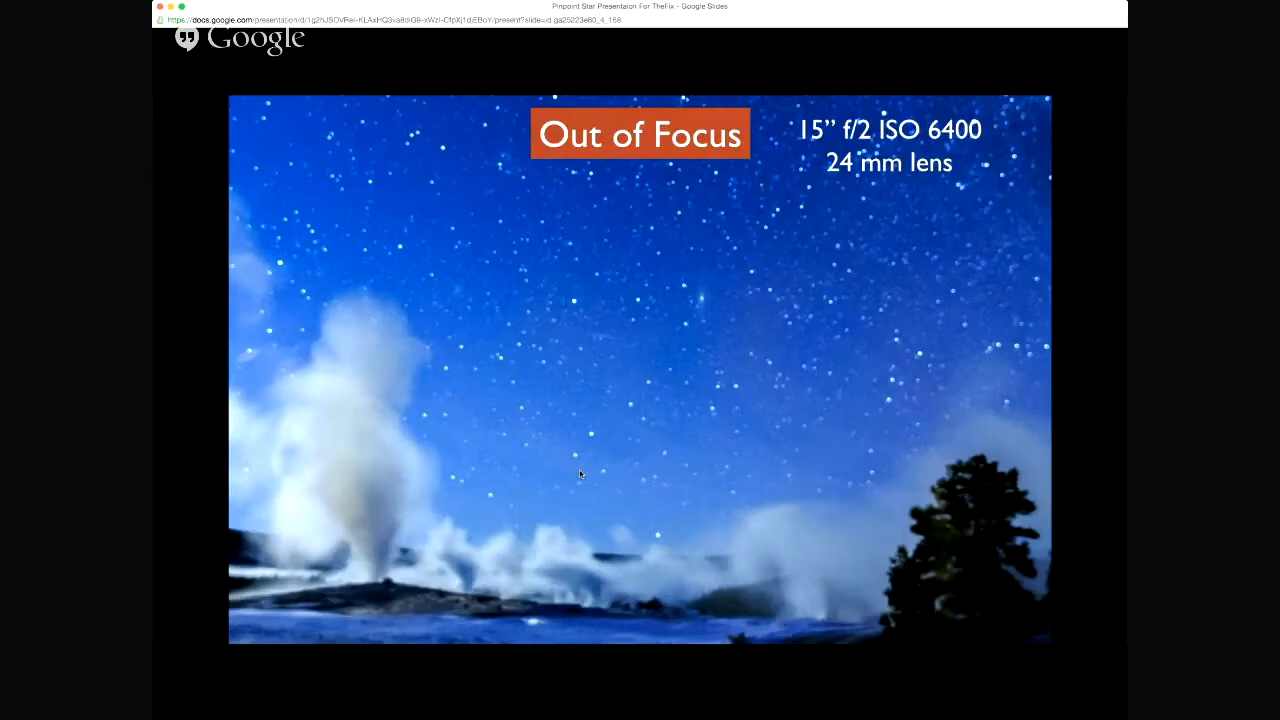 Pinpoint Star Presentaion For TheFix - Google Slides
Google
Out of Focus
15” f/2 ISO 6400
24 mm lens